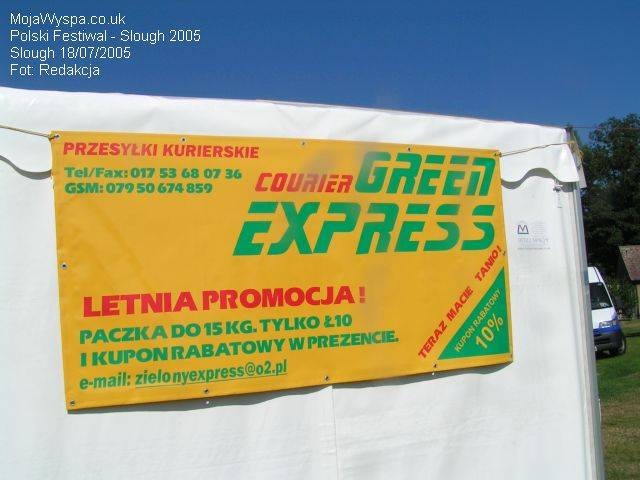 MojaWyspa.co.uk
Polski Festiwal - Slough 2005
Slough 18/07/2005
Fot: Redakcja
PRZESYŁKI KURIERSKIE
Tel/Fax: 017 53 68 07 36
GSM: 079 50 674 859
COURIER GREEN
EXPRESS
LETNIA PROMOCJA!
PACZKA DO 15 KG. TYLKO Ł10
I KUPON RABATOWY W PREZENCIE.
e-mail: zielonyexpress@o2.pl
TERAZ MACIE TANIO!
KUPON RABATOWY
10%